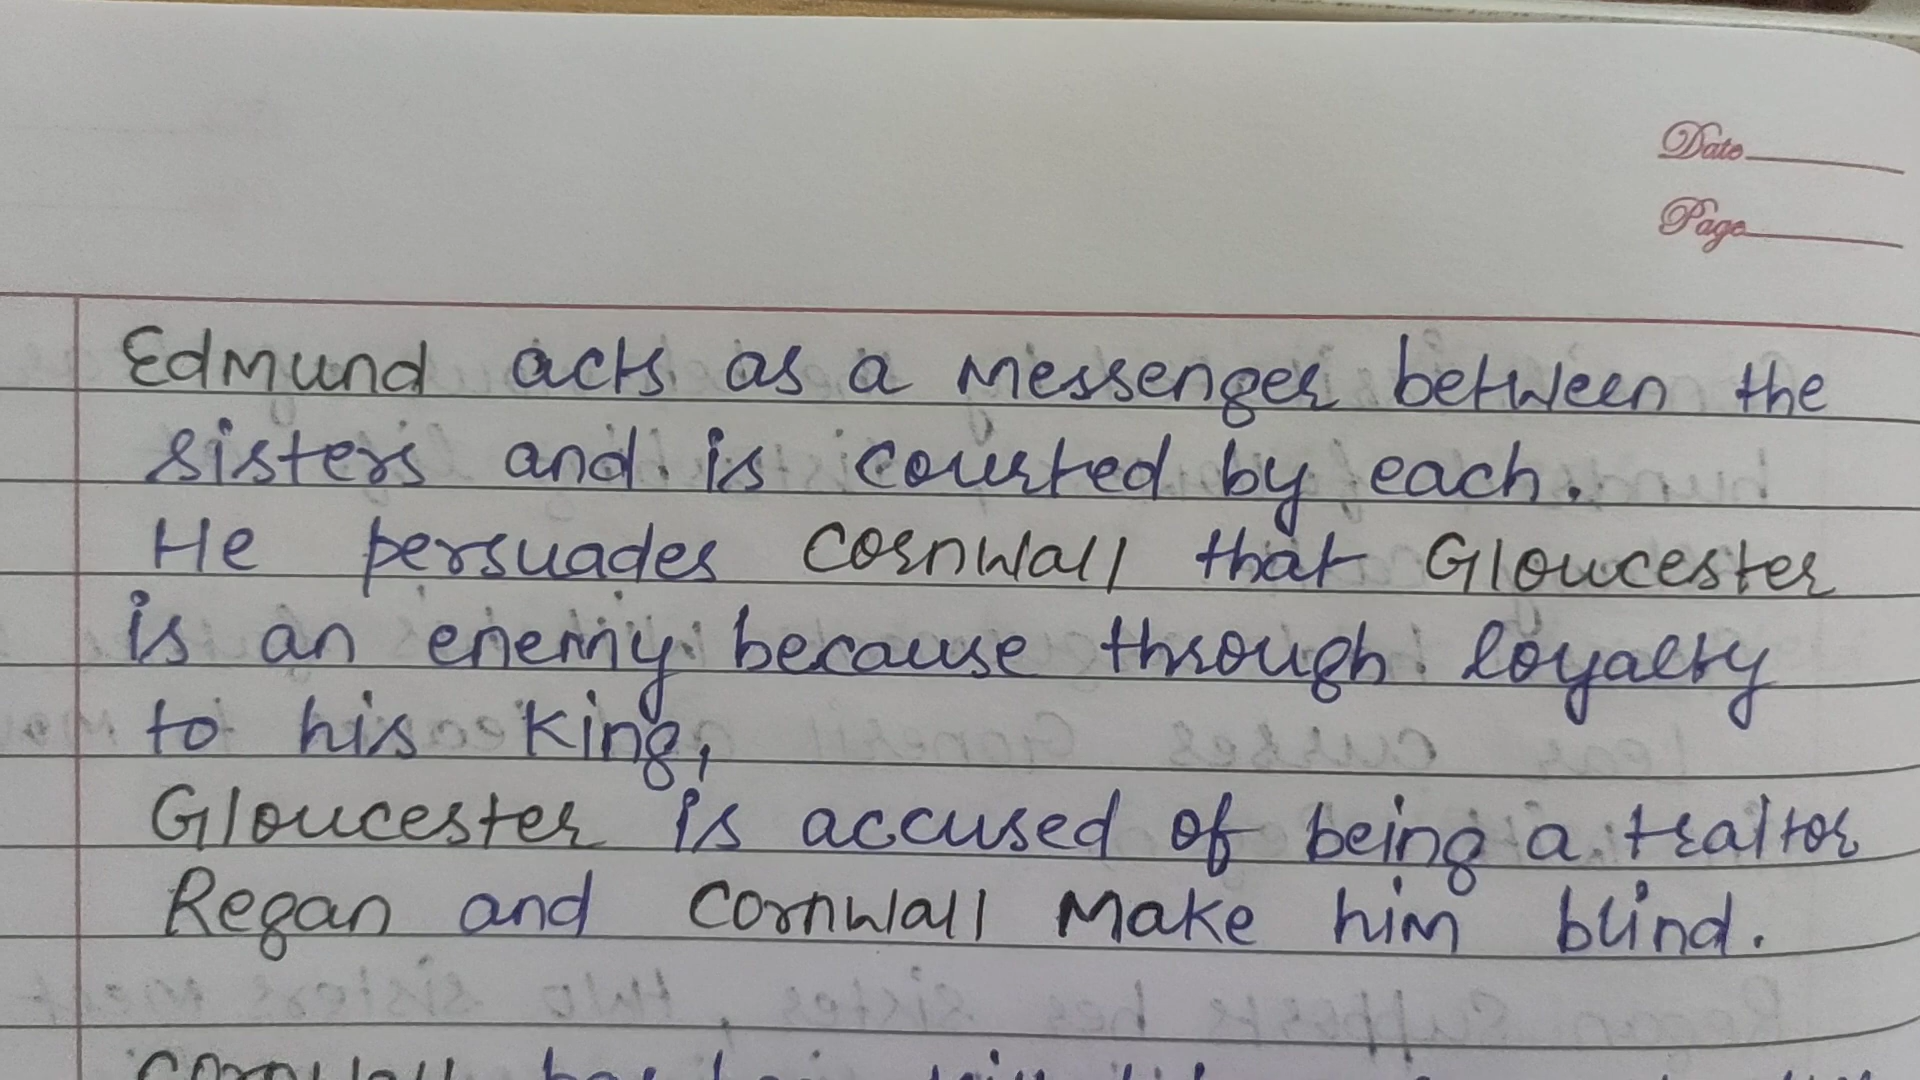 Date
Page
Edmund acts as a messenger between the
sisters and is courted by each.
He persuades Cornwall that Gloucester
is an enemy because through loyalty
to his king,
Gloucester is accused of being a traitor
Regan and Cornwall make him blind.
Cornwall